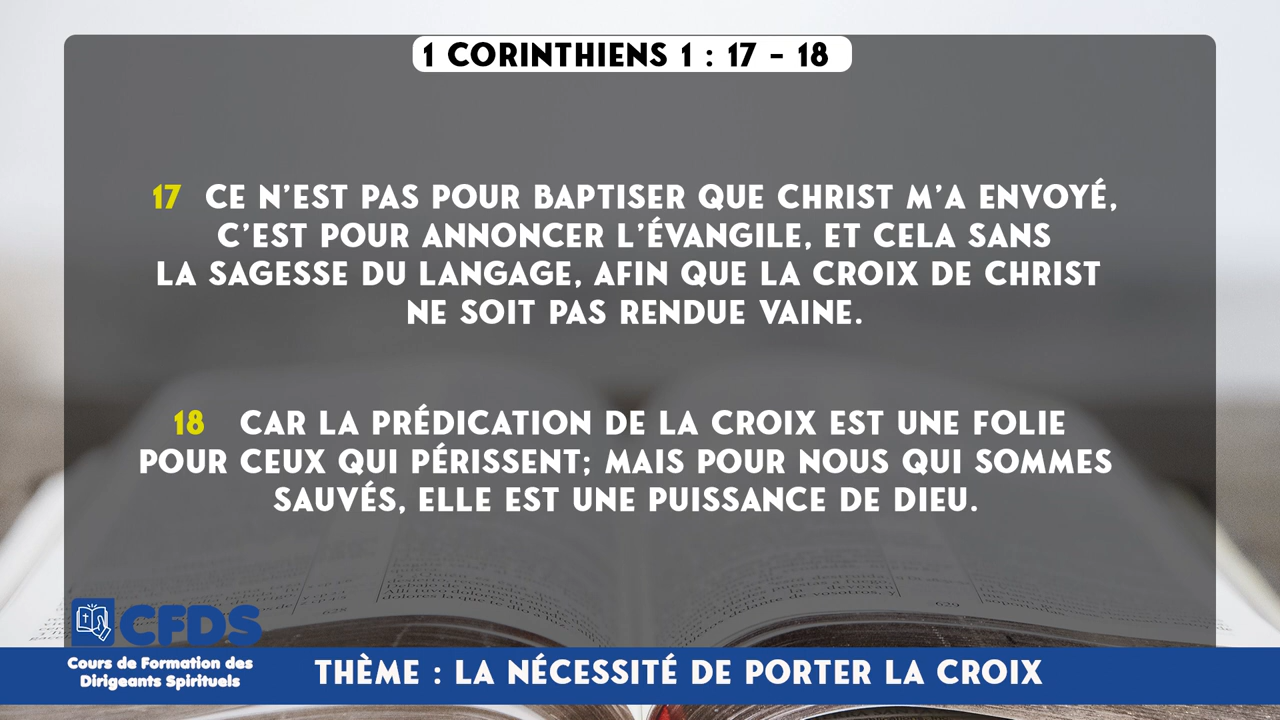 1 CORINTHIENS 1 : 17 - 18
17 CE N'EST PAS POUR BAPTISER QUE CHRIST M'A ENVOYÉ,
C'EST POUR ANNONCER L'ÉVANGILE, ET CELA SANS
LA SAGESSE DU LANGAGE, AFIN QUE LA CROIX DE CHRIST
NE SOIT PAS RENDUE VAINE.
18 CAR LA PRÉDICATION DE LA CROIX EST UNE FOLIE
POUR CEUX QUI PÉRISSENT; MAIS POUR NOUS QUI SOMMES
SAUVÉS, ELLE EST UNE PUISSANCE DE DIEU.
628
629
CFDS
Cours de Formation des
Dirigeants Spirituels
THÈME : LA NÉCESSITÉ DE PORTER LA CROIX